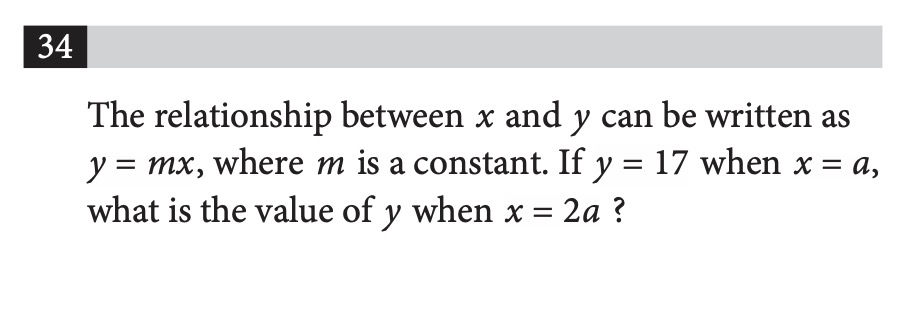 34
The relationship between x and y can be written as
y = mx, where m is a constant. If y = 17 when x = a,
what is the value of y when x = 2a ?